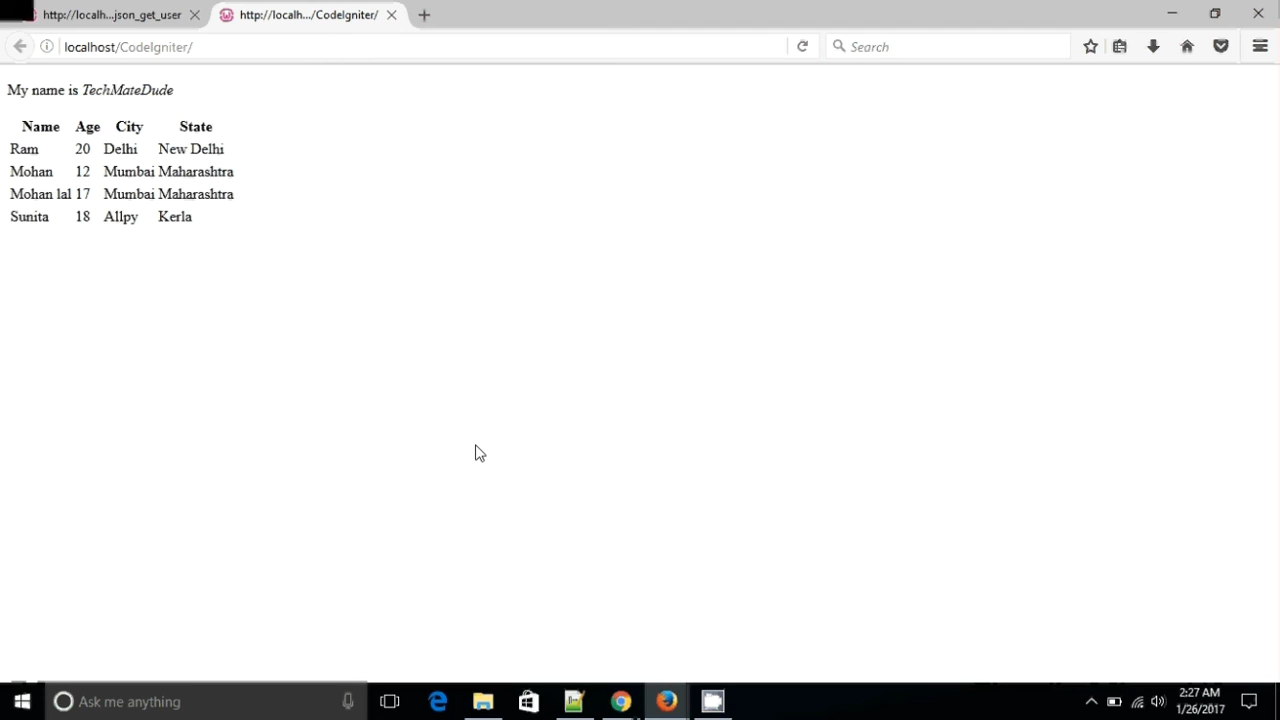 http://localh...json_get_user
http://localh.../CodeIgniter/
localhost/CodeIgniter/
Search
My name is TechMateDude
Name Age City State
Ram 20 Delhi New Delhi
Mohan 12 Mumbai Maharashtra
Mohan lal 17 Mumbai Maharashtra
Sunita 18 Allpy Kerla
Ask me anything
2:27 AM
1/26/2017